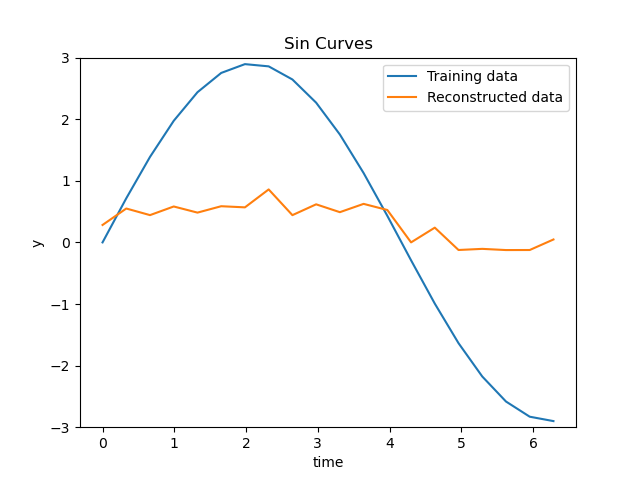 Sin Curves
Training data
Reconstructed data
3
2
1
0
−1
−2
−3
y
0 1 2 3 4 5 6
time